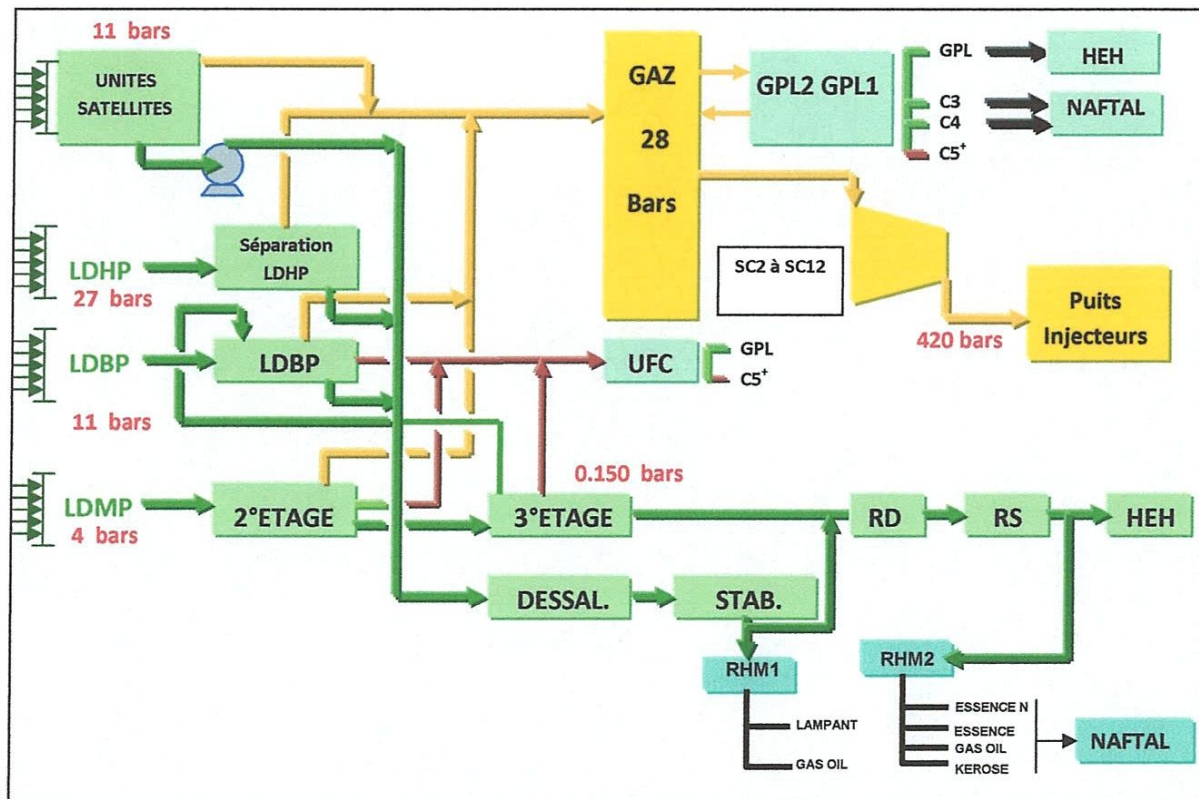 11 bars
UNITES
SATELLITES
GAZ
28
Bars
GPL2 GPL1
GPL
C3
C4
C5+
HEH
NAFTAL
Séparation
LDHP
LDHP
27 bars
SC2 à SC12
420 bars
Puits
Injecteurs
LDBP
LDBP
11 bars
UFC
GPL
C5+
LDMP
4 bars
2°ETAGE
0.150 bars
3°ETAGE
RD
RS
HEH
DESSAL.
STAB.
RHM1
LAMPANT
GAS OIL
RHM2
ESSENCE N
ESSENCE
GAS OIL
KEROSE
NAFTAL